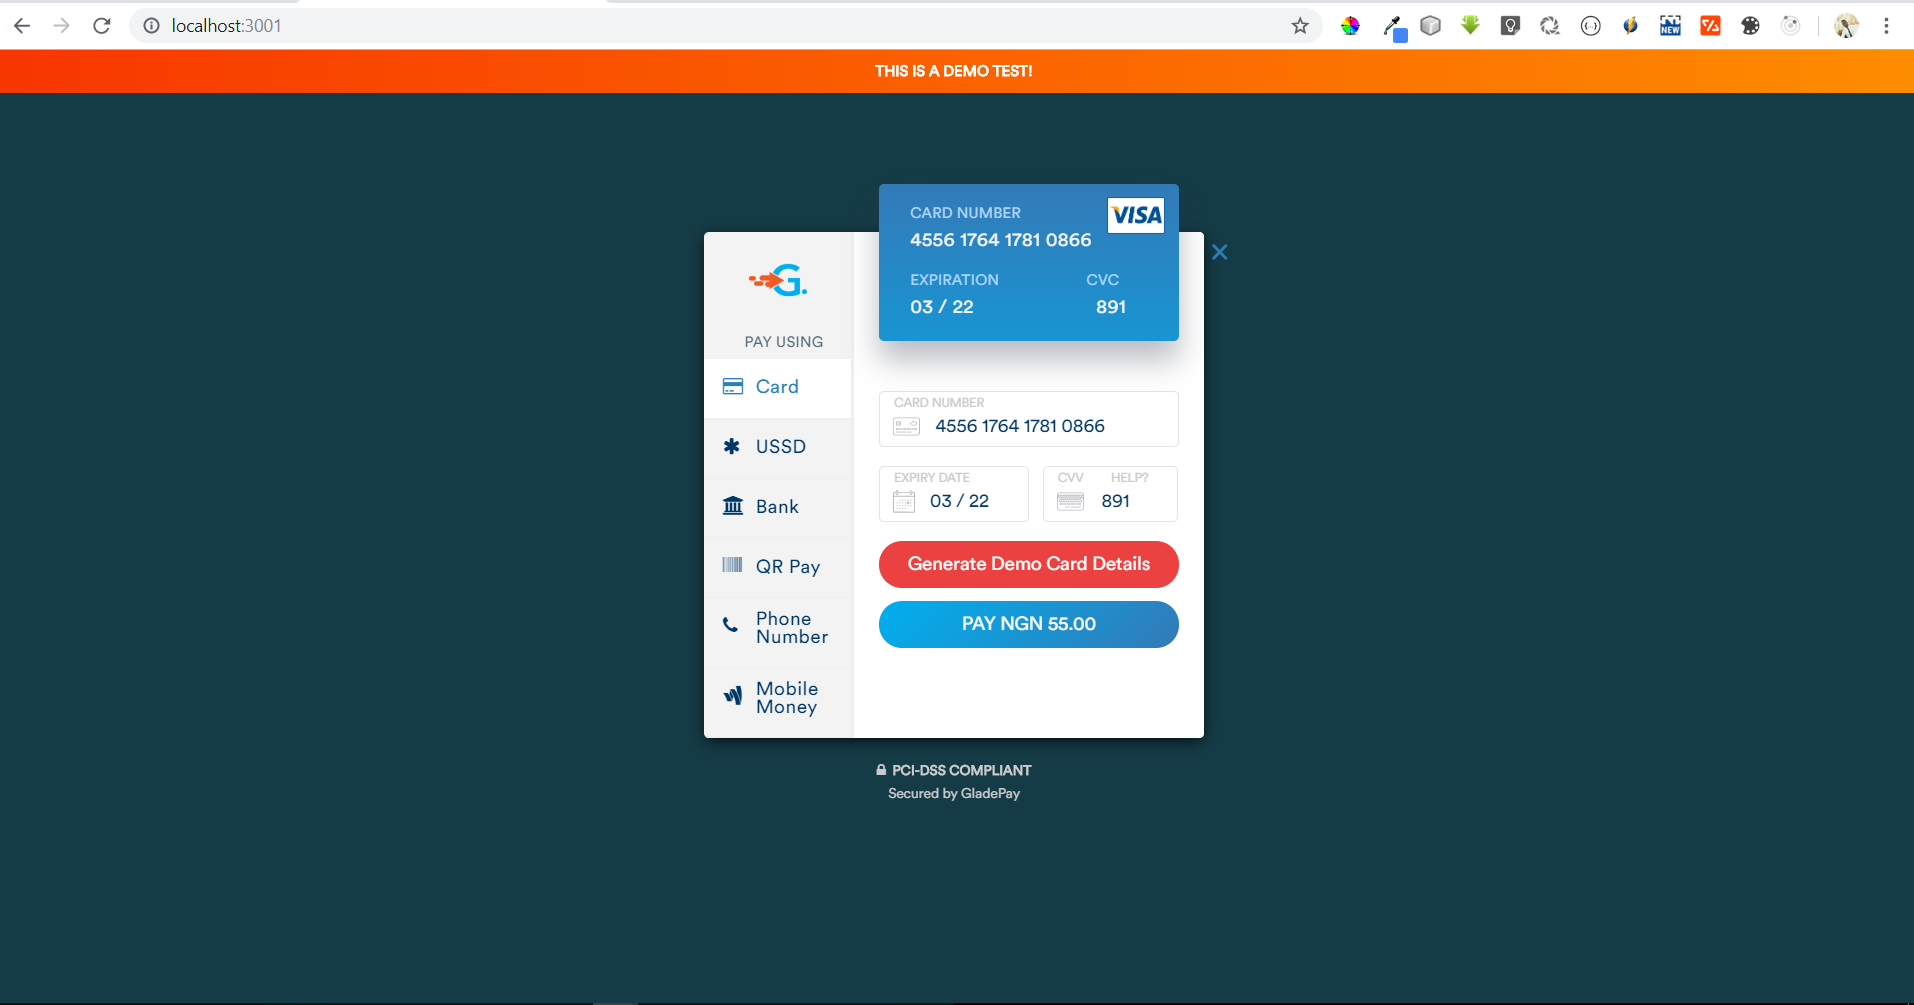 localhost:3001
NEW
THIS IS A DEMO TEST!
CARD NUMBER
VISA
4556 1764 1781 0866
EXPIRATION CVC
03 / 22 891
G.
PAY USING
Card
USSD
Bank
QR Pay
Phone
Number
Mobile
Money
CARD NUMBER
4556 1764 1781 0866
EXPIRY DATE
03 / 22
CVV HELP?
891
Generate Demo Card Details
PAY NGN 55.00
PCI-DSS COMPLIANT
Secured by GladePay